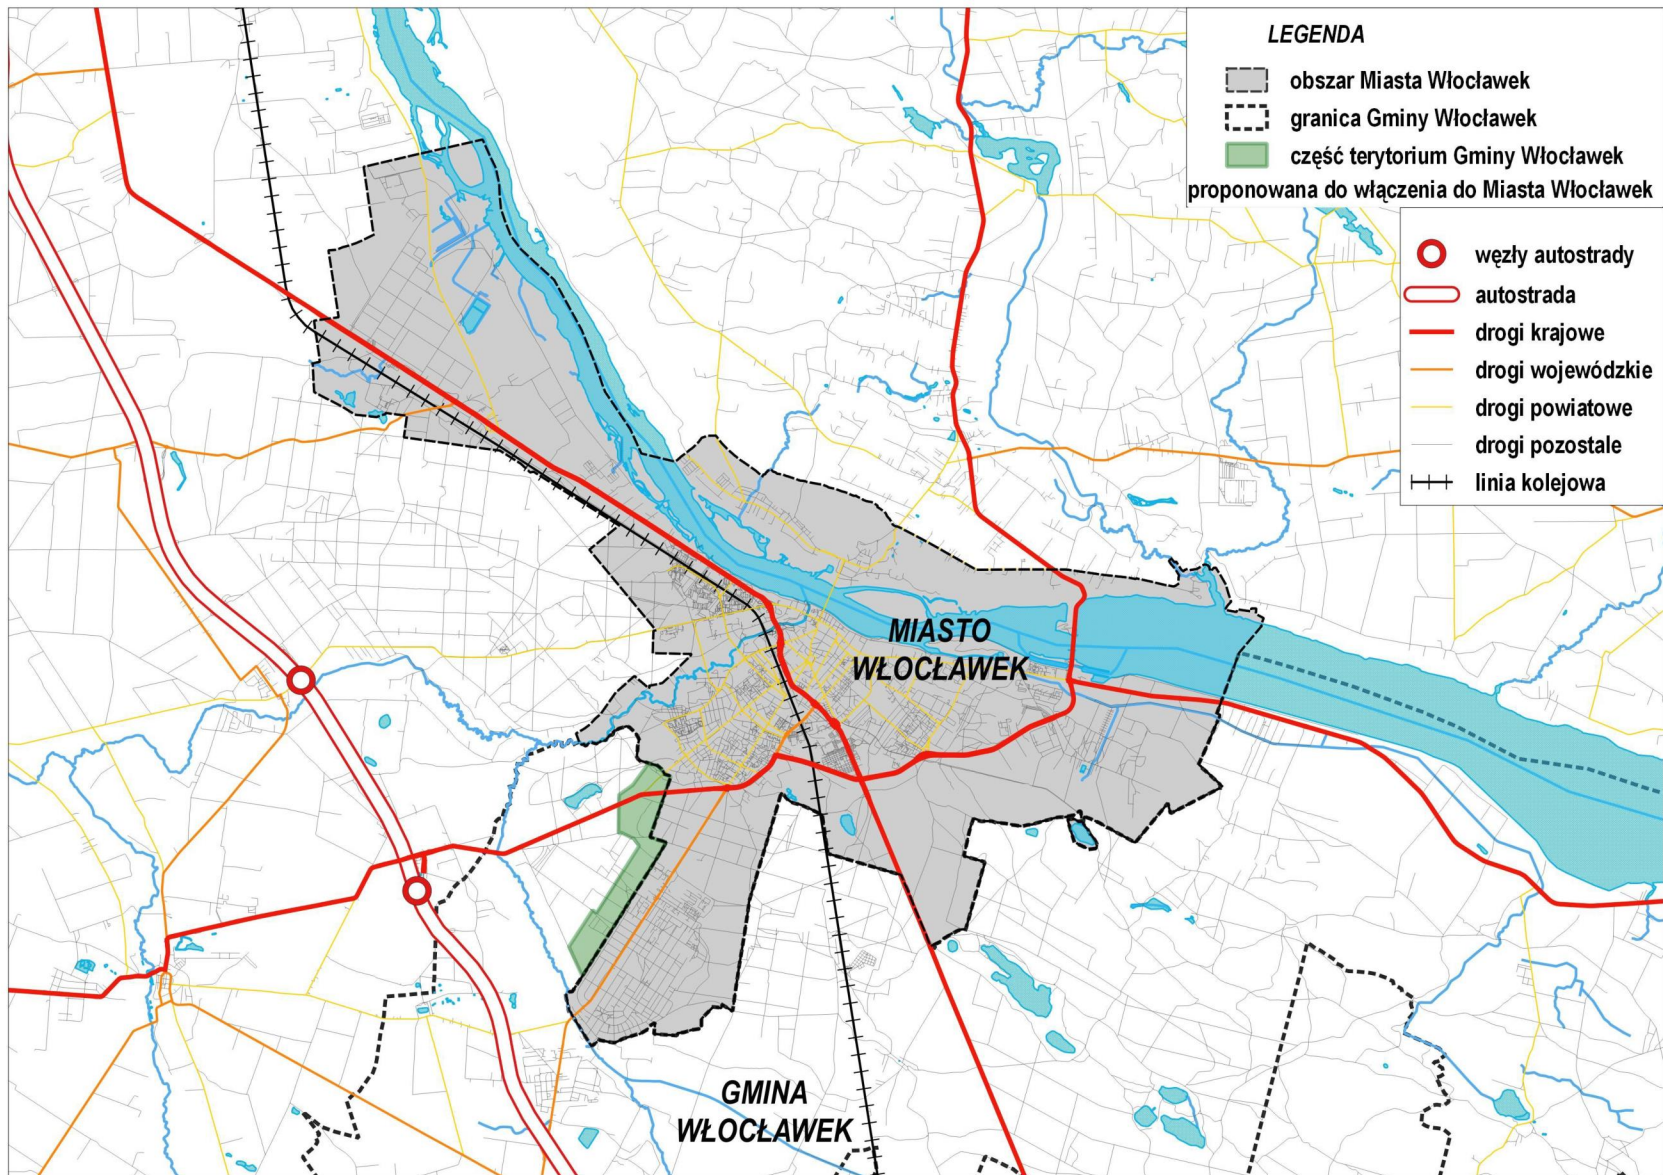 LEGENDA
obszar Miasta Włocławek
granica Gminy Włocławek
część terytorium Gminy Włocławek
proponowana do włączenia do Miasta Włocławek
węzły autostrady
autostrada
drogi krajowe
drogi wojewódzkie
drogi powiatowe
drogi pozostałe
linia kolejowa
MIASTO
WŁOCŁAWEK
GMINA
WŁOCŁAWEK